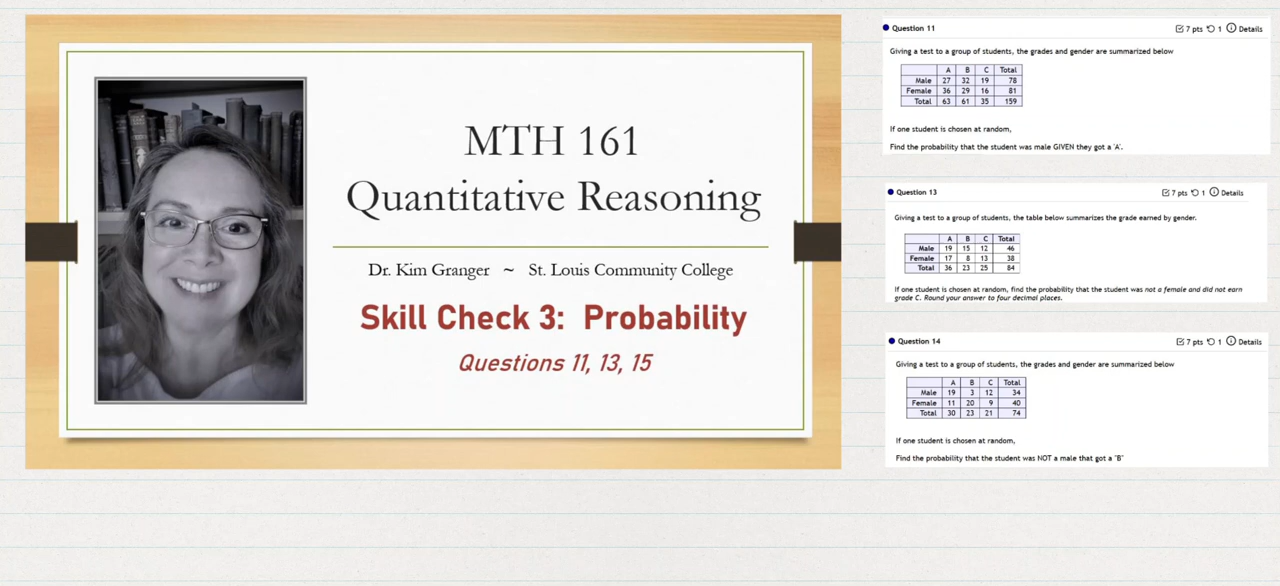 MTH 161
Quantitative Reasoning
Dr. Kim Granger ~ St. Louis Community College
Skill Check 3: Probability
Questions 11, 13, 15
Question 11
7 pts 1 Details
Giving a test to a group of students, the grades and gender are summarized below
A B C Total
Male 27 32 19 78
Female 36 29 16 81
Total 63 61 35 159
If one student is chosen at random,
Find the probability that the student was male GIVEN they got a 'A'.
Question 13
7 pts 1 Details
Giving a test to a group of students, the table below summarizes the grade earned by gender.
A B C Total
Male 19 15 12 46
Female 17 8 13 38
Total 36 23 25 84
If one student is chosen at random, find the probability that the student was not a female and did not earn
grade C. Round your answer to four decimal places.
Question 14
7 pts 1 Details
Giving a test to a group of students, the grades and gender are summarized below
A B C Total
Male 19 3 12 34
Female 11 20 9 40
Total 30 23 21 74
If one student is chosen at random,
Find the probability that the student was NOT a male that got a "B"